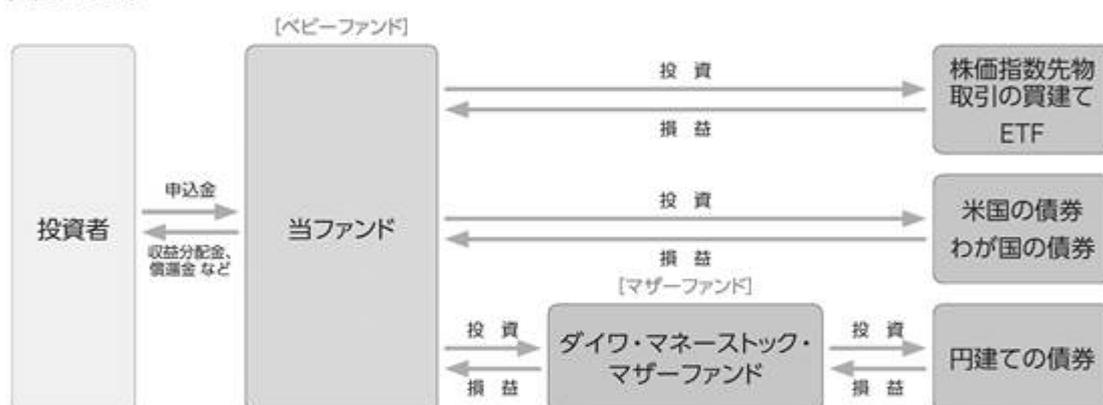 [ベビーファンド]
投資者
申込金
収益分配金、
償還金 など
当ファンド
投 資
損 益
株価指数先物
取引の買建て
ETF
投 資
損 益
米国の債券
わが国の債券
[マザーファンド]
投 資
損 益
ダイワ・マネーストック・
マザーファンド
投 資
損 益
円建ての債券